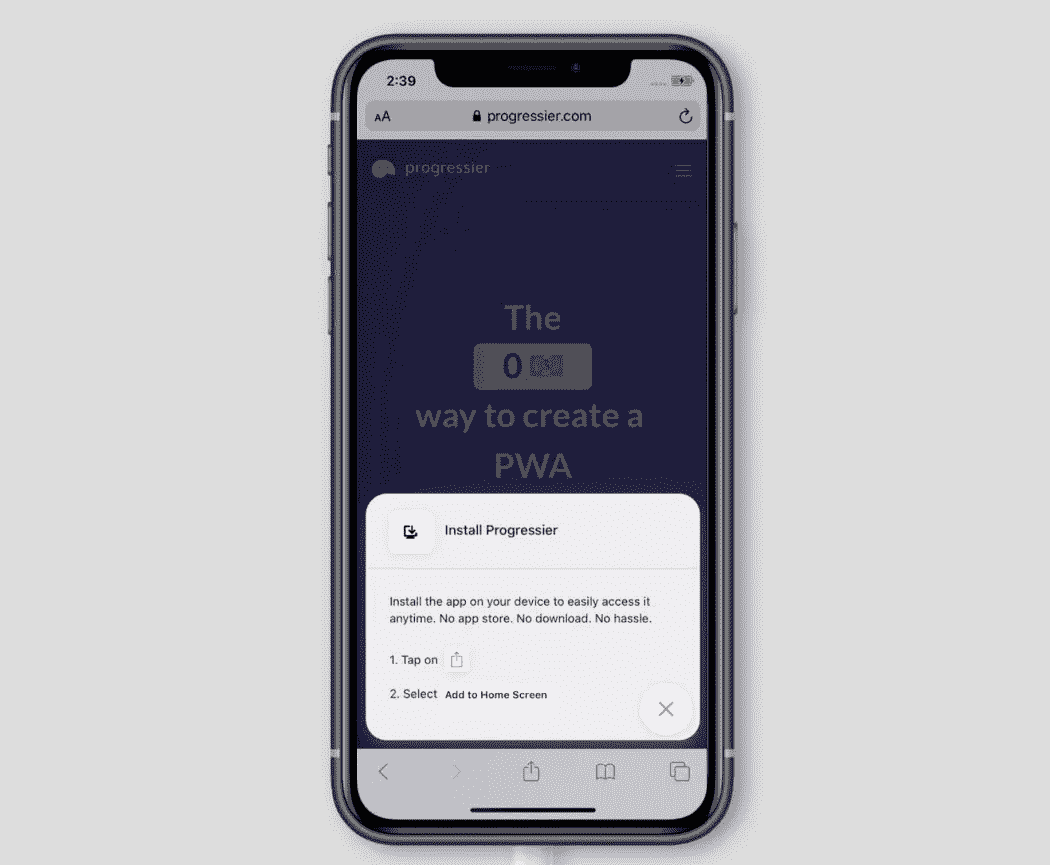 2:39
AA
progressier.com
progressier
The
0
way to create a
PWA
Install Progressier
Install the app on your device to easily access it
anytime. No app store. No download. No hassle.
1. Tap on
2. Select Add to Home Screen